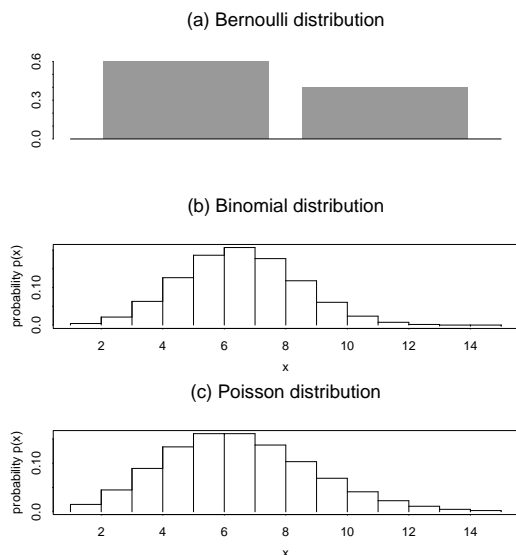 (a) Bernoulli distribution
0.6
0.3
0.0
(b) Binomial distribution
probability p(x)
0.10
0.0
2 4 6 8 10 12 14
x
(c) Poisson distribution
probability p(x)
0.10
0.0
2 4 6 8 10 12 14
x